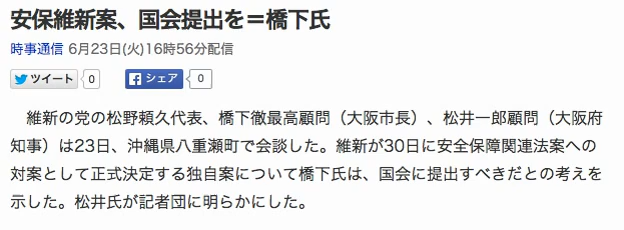 安保維新案、国会提出を＝橋下氏
時事通信 6月23日(火)16時56分配信
ツイート 0 シェア 0
　維新の党の松野頼久代表、橋下徹最高顧問（大阪市長）、松井一郎顧問（大阪府
知事）は23日、沖縄県八重瀬町で会談した。維新が30日に安全保障関連法案への
対案として正式決定する独自案について橋下氏は、国会に提出すべきだとの考えを
示した。松井氏が記者団に明らかにした。